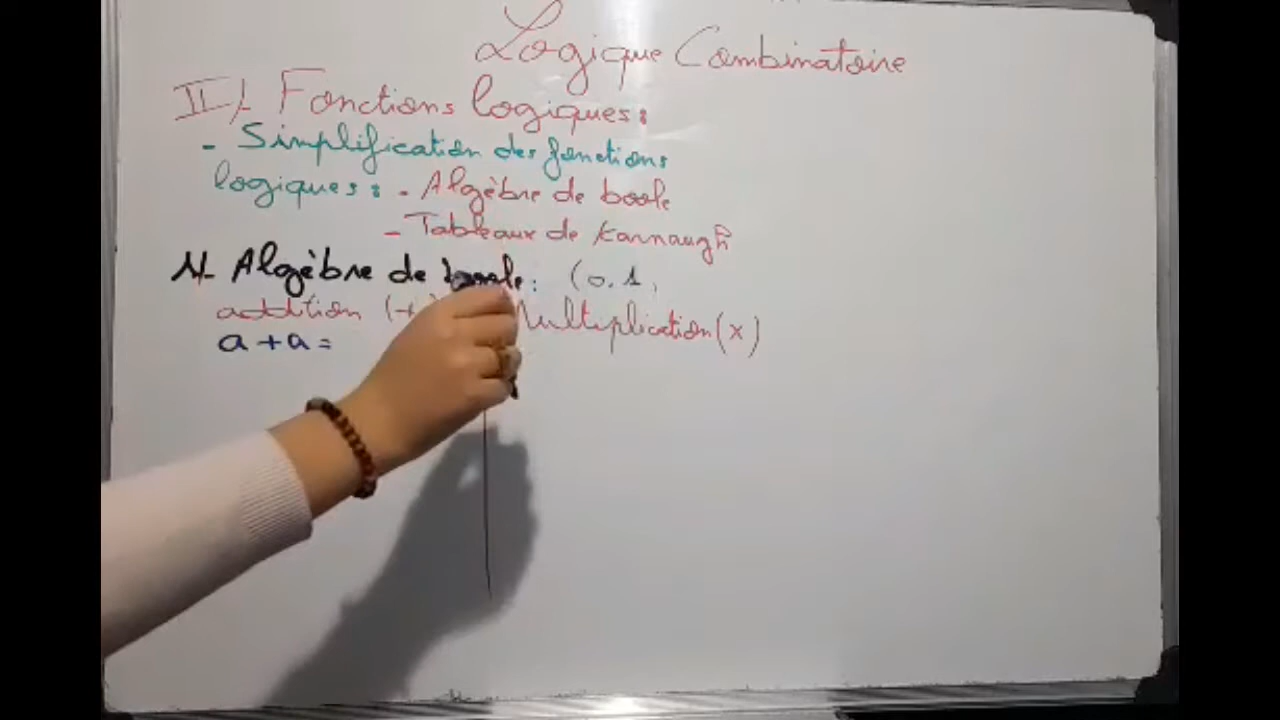 Logique Combinatoire
II/- Fonctions logiques:
- Simplification des fonctions
logiques: - Algèbre de boole
- Tableaux de Karnaugh
1/- Algèbre de boole: (0.1,
addition (+) Multiplication (x)
a + a =